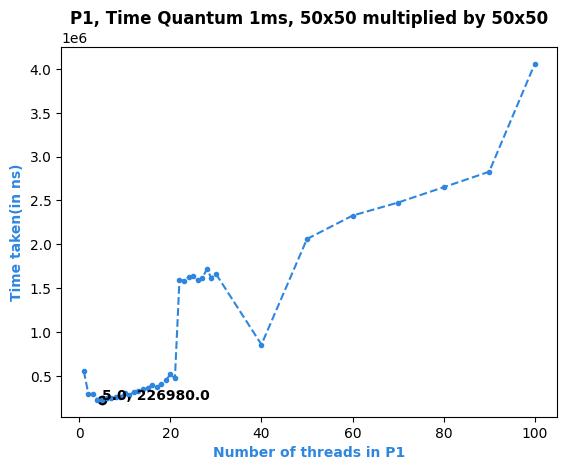 P1, Time Quantum 1ms, 50x50 multiplied by 50x50
1e6
4.0
3.5
3.0
2.5
2.0
1.5
1.0
0.5
Time taken(in ns)
5.0, 226980.0
0 20 40 60 80 100
Number of threads in P1